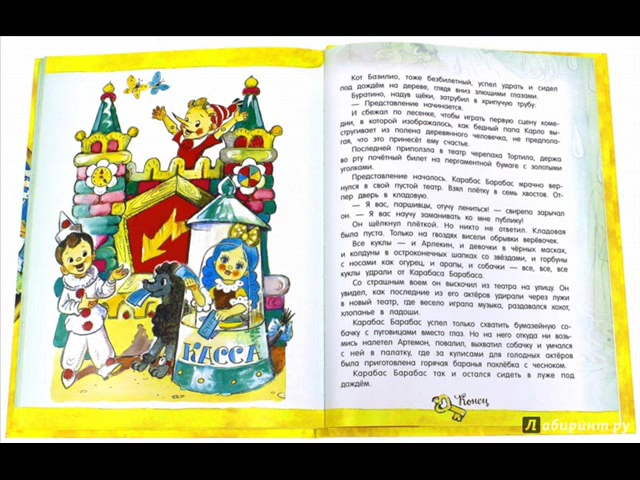 КАССА
Кот Базилио, тоже безбилетный, успел удрать и сидел
под дождём на дереве, глядя вниз злющими глазами.
Буратино, надув щёки, затрубил в хриплую трубу:
— Представление начинается.
И сбежал по лесенке, чтобы играть первую сцену коме-
дии, в которой изображалось, как бедный папа Карло вы-
стругивает из полена деревянного человечка, не предпола-
гая, что это принесёт ему счастье.
Последней приползла в театр черепаха Тортила, держа
во рту почётный билет на пергаментной бумаге с золотыми
уголками.
Представление началось. Карабас Барабас мрачно вер-
нулся в свой пустой театр. Взял плётку в семь хвостов. От-
пер дверь в кладовую.
— Я вас, паршивцы, отучу лениться! — свирепо зарычал
он. — Я вас научу заманивать ко мне публику!
Он щёлкнул плёткой. Но никто не ответил. Кладовая
была пуста. Только на гвоздях висели обрывки верёвочек.
Все куклы — и Арлекин, и девочки в чёрных масках,
и колдуны в остроконечных шапках со звёздами, и горбуны
с носами как огурец, и арапы, и собачки — все, все, все
куклы удрали от Карабаса Барабаса.
Со страшным воем он выскочил из театра на улицу. Он
увидел, как последние из его актёров удирали через лужи
в новый театр, где весело играла музыка, раздавался хохот,
хлопанье в ладоши.
Карабас Барабас успел только схватить бумазейную со-
бачку с пуговицами вместо глаз. Но на него откуда ни возь-
мись налетел Артемон, повалил, выхватил собачку и умчался
с ней в палатку, где за кулисами для голодных актёров
была приготовлена горячая баранья похлёбка с чесноком.
Карабас Барабас так и остался сидеть в луже под
дождём.
Конец
Лабиринт.ру